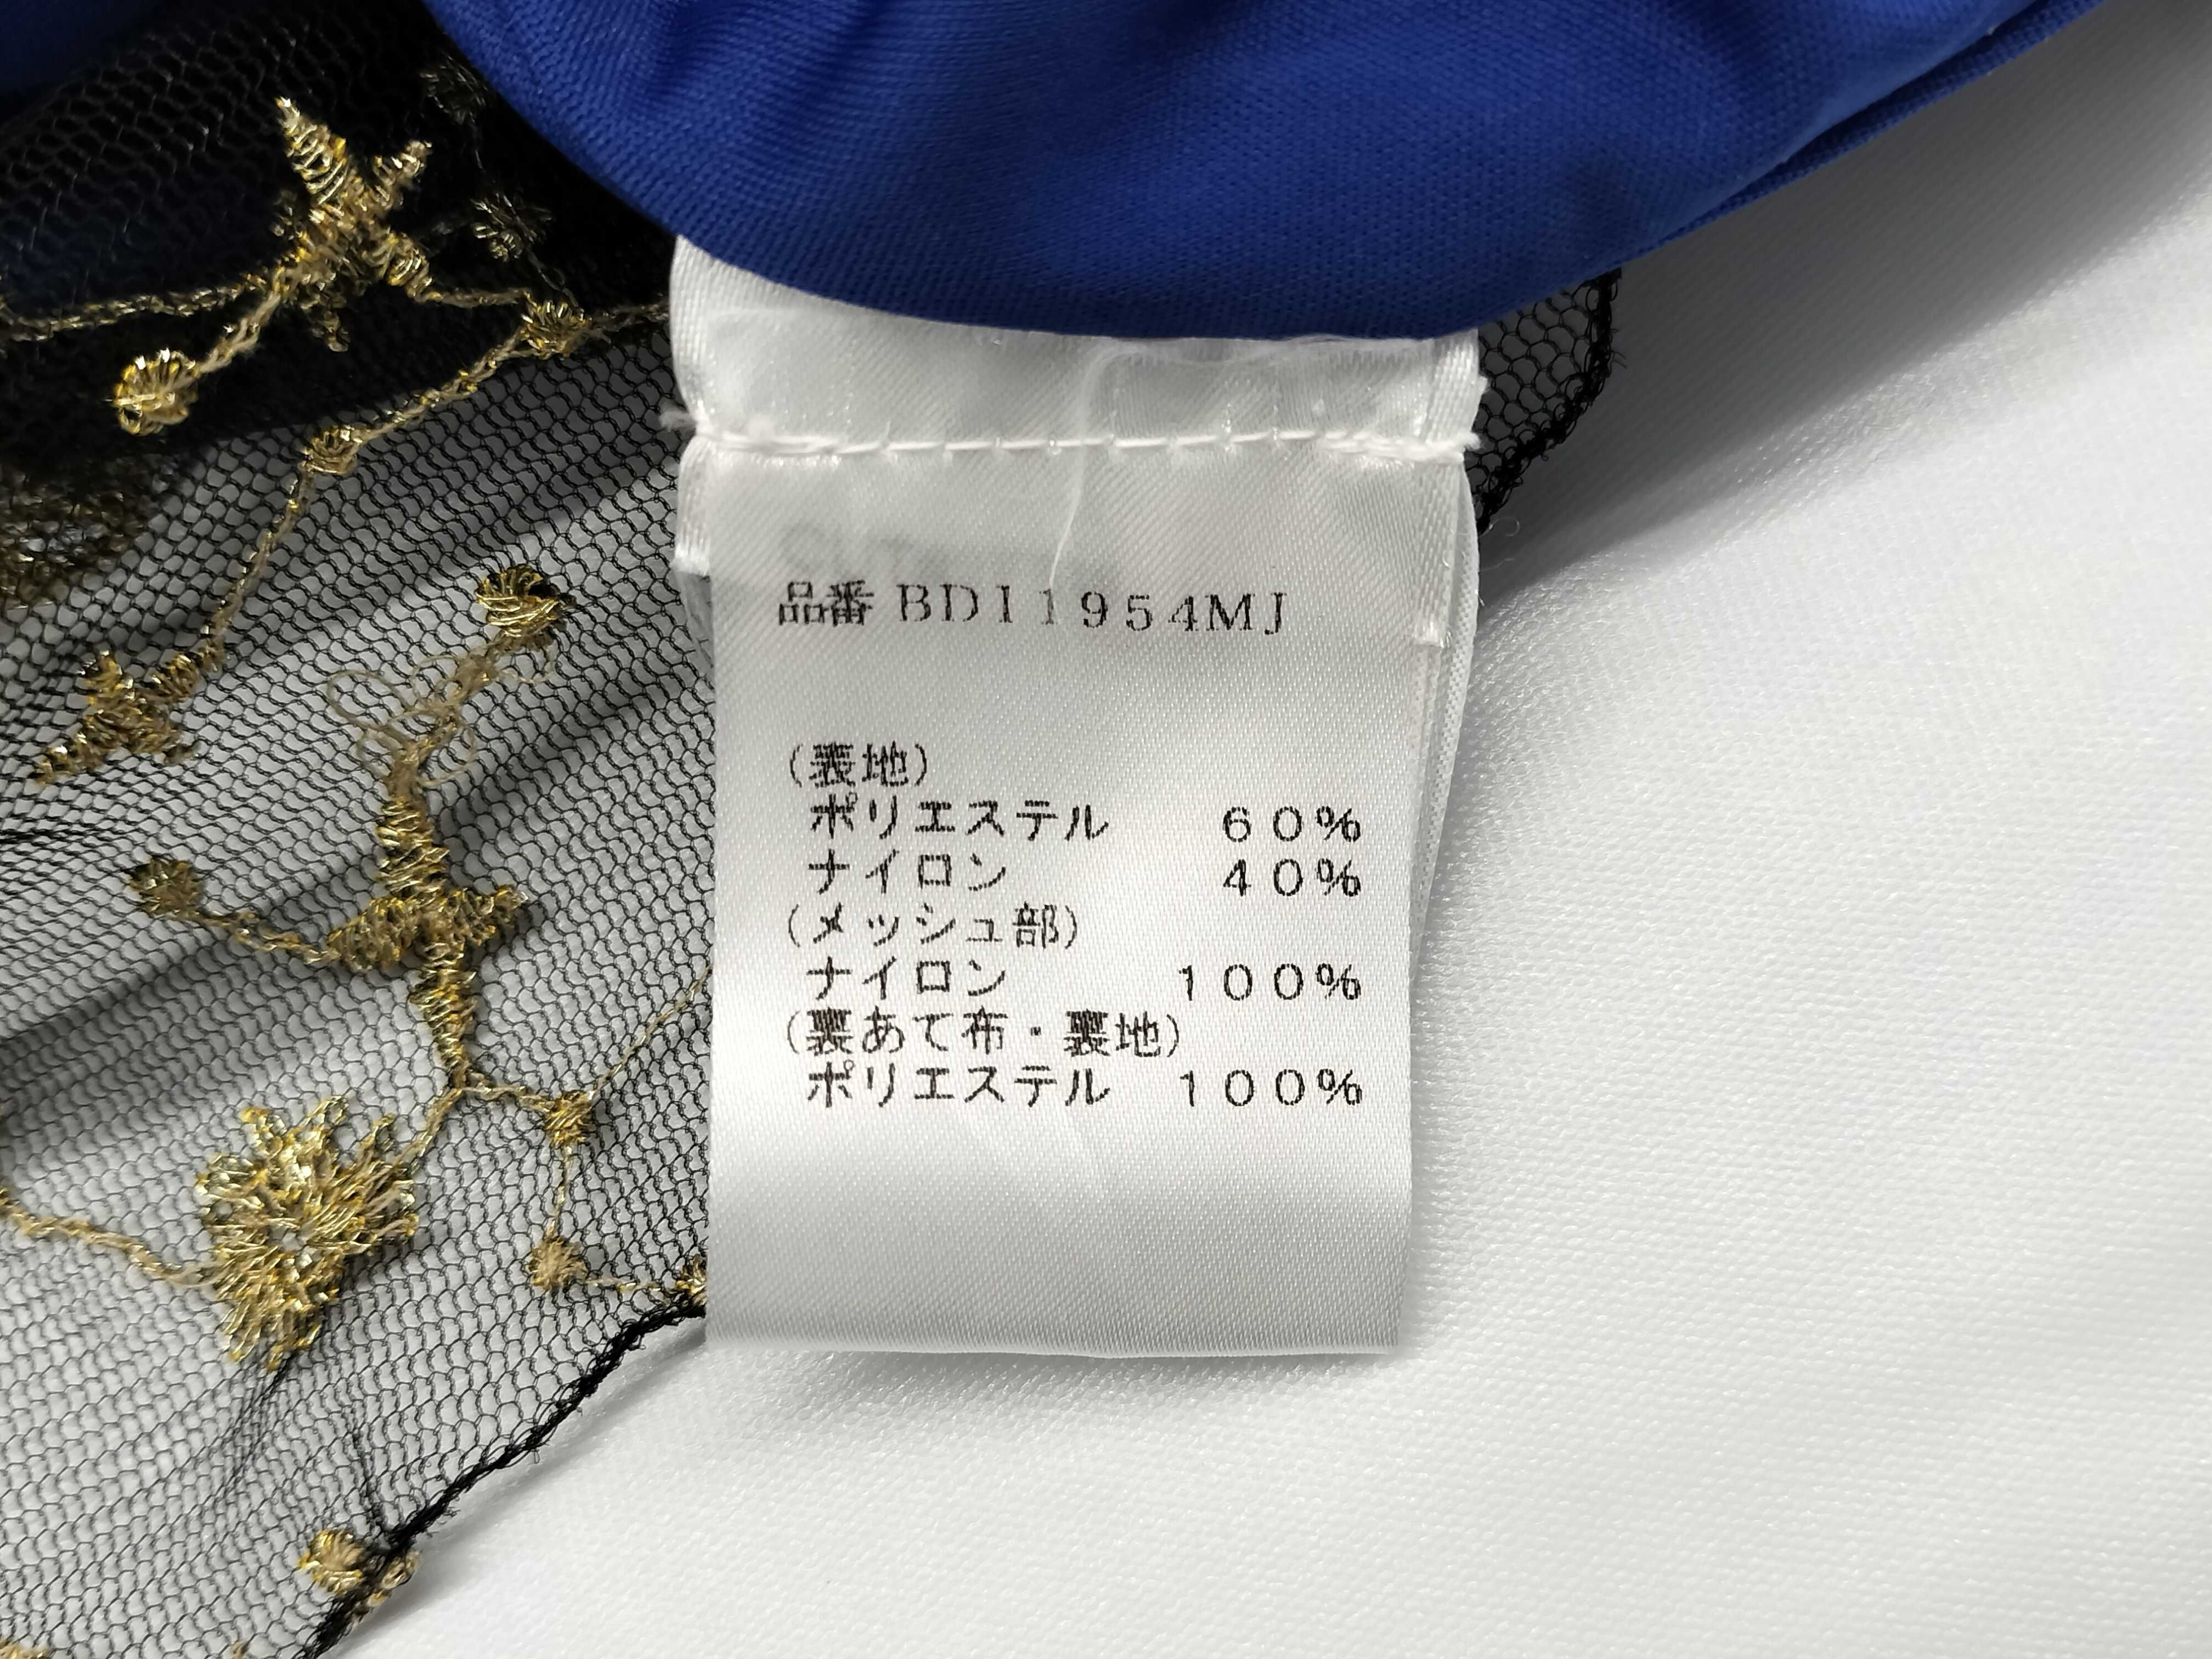 品番 BD11954MJ
(表地)
ポリエステル 60%
ナイロン 40%
(メッシュ部)
ナイロン 100%
(裏あて布・裏地)
ポリエステル 100%